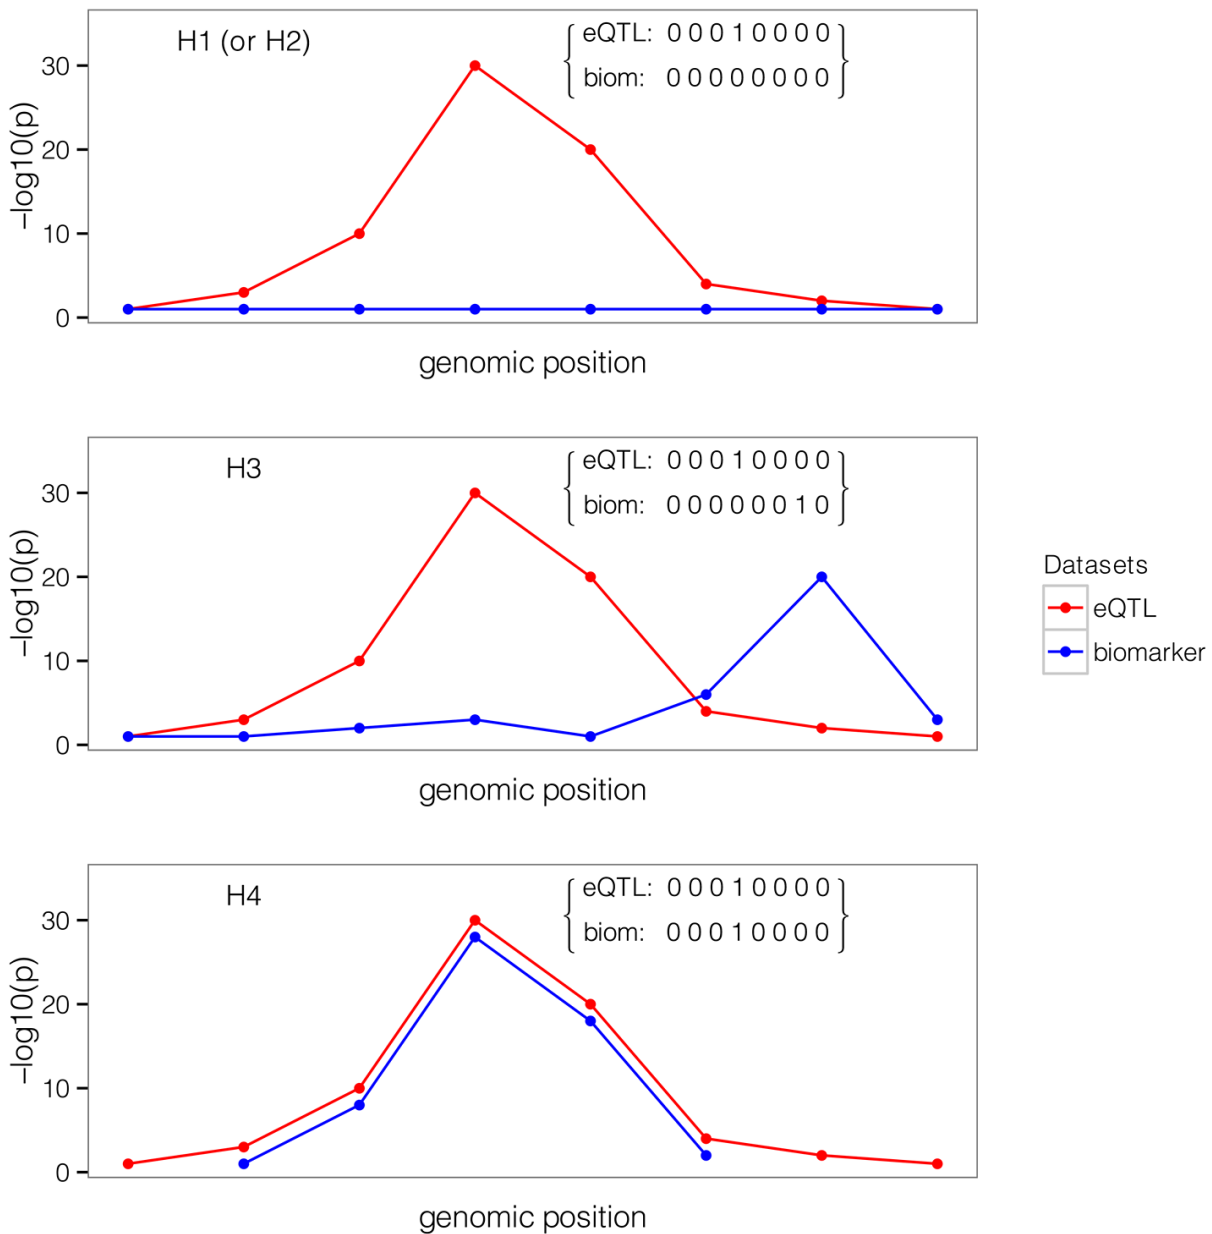 H1 (or H2)
eQTL: 0 0 0 1 0 0 0 0
biom: 0 0 0 0 0 0 0 0
30
20
10
0
−log10(p)
genomic position
H3
eQTL: 0 0 0 1 0 0 0 0
biom: 0 0 0 0 0 0 1 0
30
20
10
0
−log10(p)
genomic position
Datasets
eQTL
biomarker
H4
eQTL: 0 0 0 1 0 0 0 0
biom: 0 0 0 1 0 0 0 0
30
20
10
0
−log10(p)
genomic position